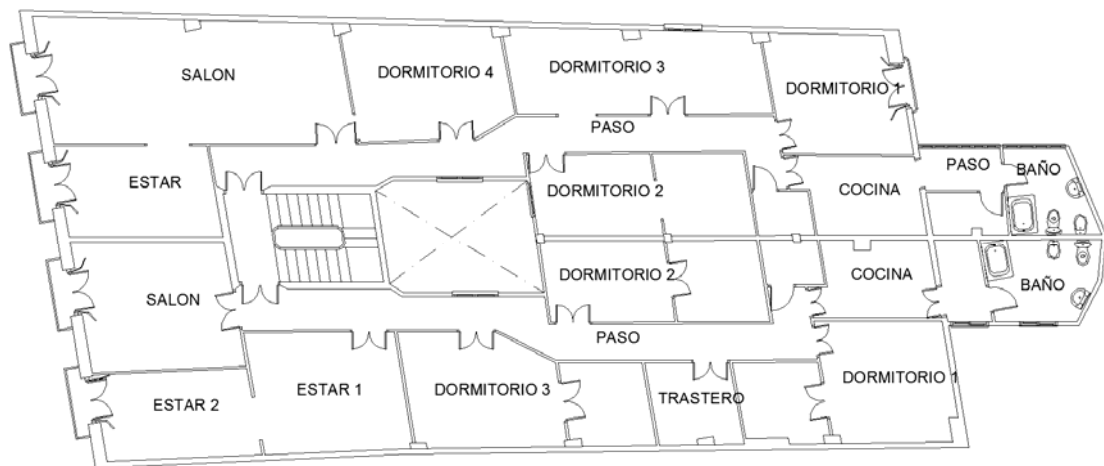 SALON
DORMITORIO 4
DORMITORIO 3
DORMITORIO 1
PASO
ESTAR
DORMITORIO 2
COCINA
PASO
BAÑO
SALON
DORMITORIO 2
COCINA
BAÑO
PASO
ESTAR 2
ESTAR 1
DORMITORIO 3
TRASTERO
DORMITORIO 1